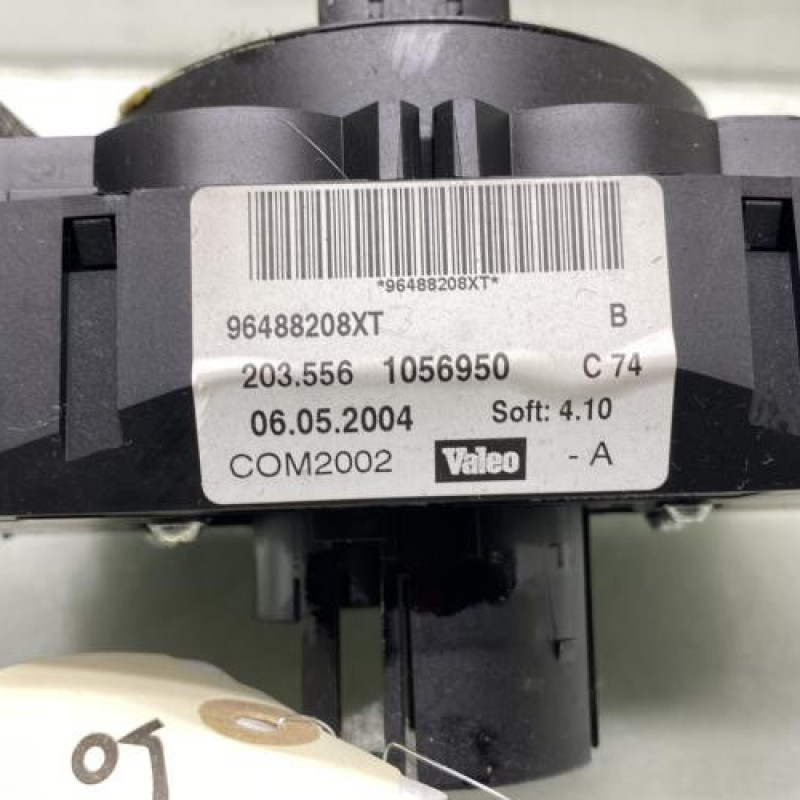 *96488208XT*
96488208XT B
203.556 1056950 C 74
06.05.2004 Soft: 4.10
COM2002 Valeo - A